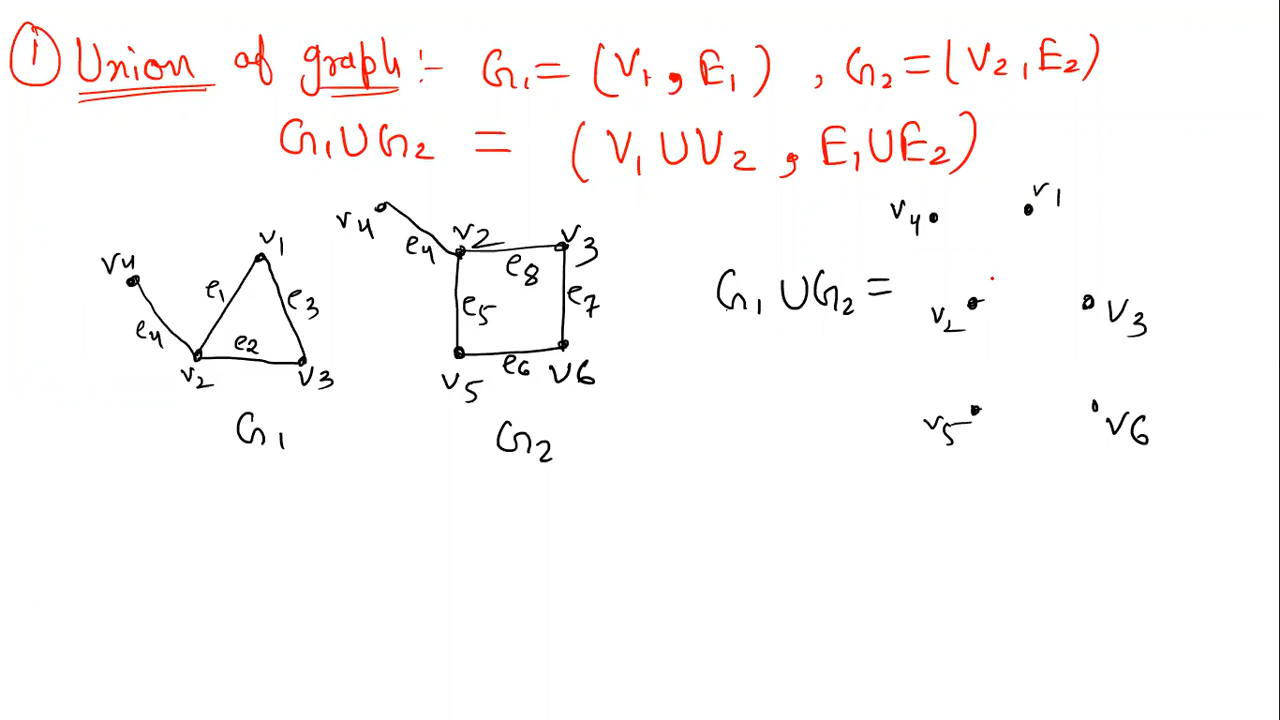 ① Union of graph :- G₁ = (V₁, E₁), G₂ = (V₂, E₂)
G₁∪G₂ = (V₁∪V₂, E₁∪E₂)
v4 v1 e1 e3 e4 e2 v2 v3
G₁
v4 e4 v2 v3 e8 e5 e7 e6 v5 v6
G₂
G₁∪G₂ =
v4 v1
v2 v3
v5 v6